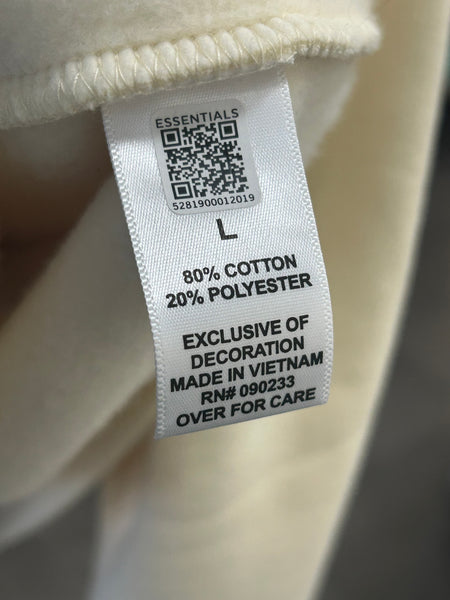 ESSENTIALS
5281900012019
L
80% COTTON
20% POLYESTER
EXCLUSIVE OF
DECORATION
MADE IN VIETNAM
RN# 090233
OVER FOR CARE